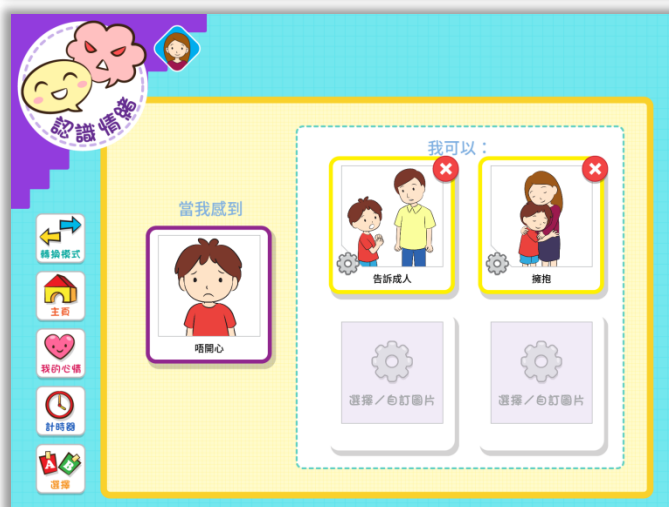 認識情緒
我可以：
當我感到
告訴成人
擁抱
唔開心
選擇／自訂圖片
選擇／自訂圖片
轉換模式
主頁
我的心情
計時器
選擇
A
B